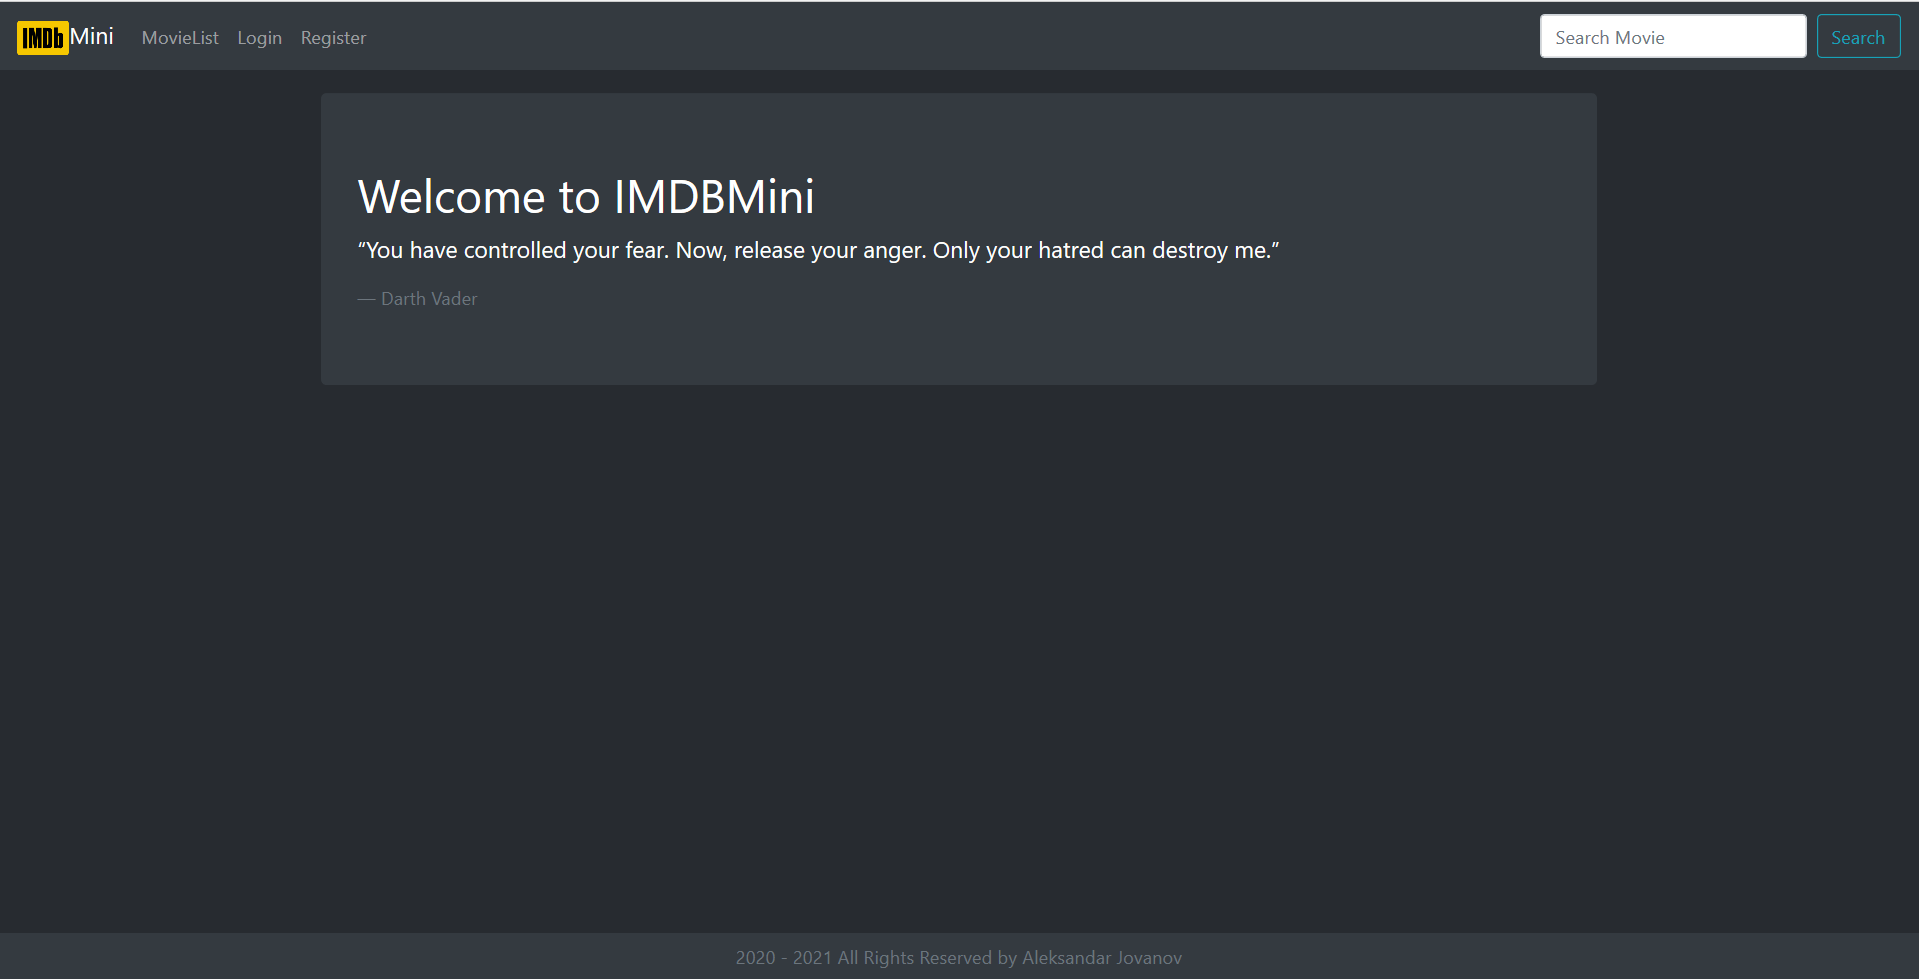 IMDb Mini MovieList Login Register Search Movie Search
Welcome to IMDBMini
“You have controlled your fear. Now, release your anger. Only your hatred can destroy me.”
— Darth Vader
2020 - 2021 All Rights Reserved by Aleksandar Jovanov